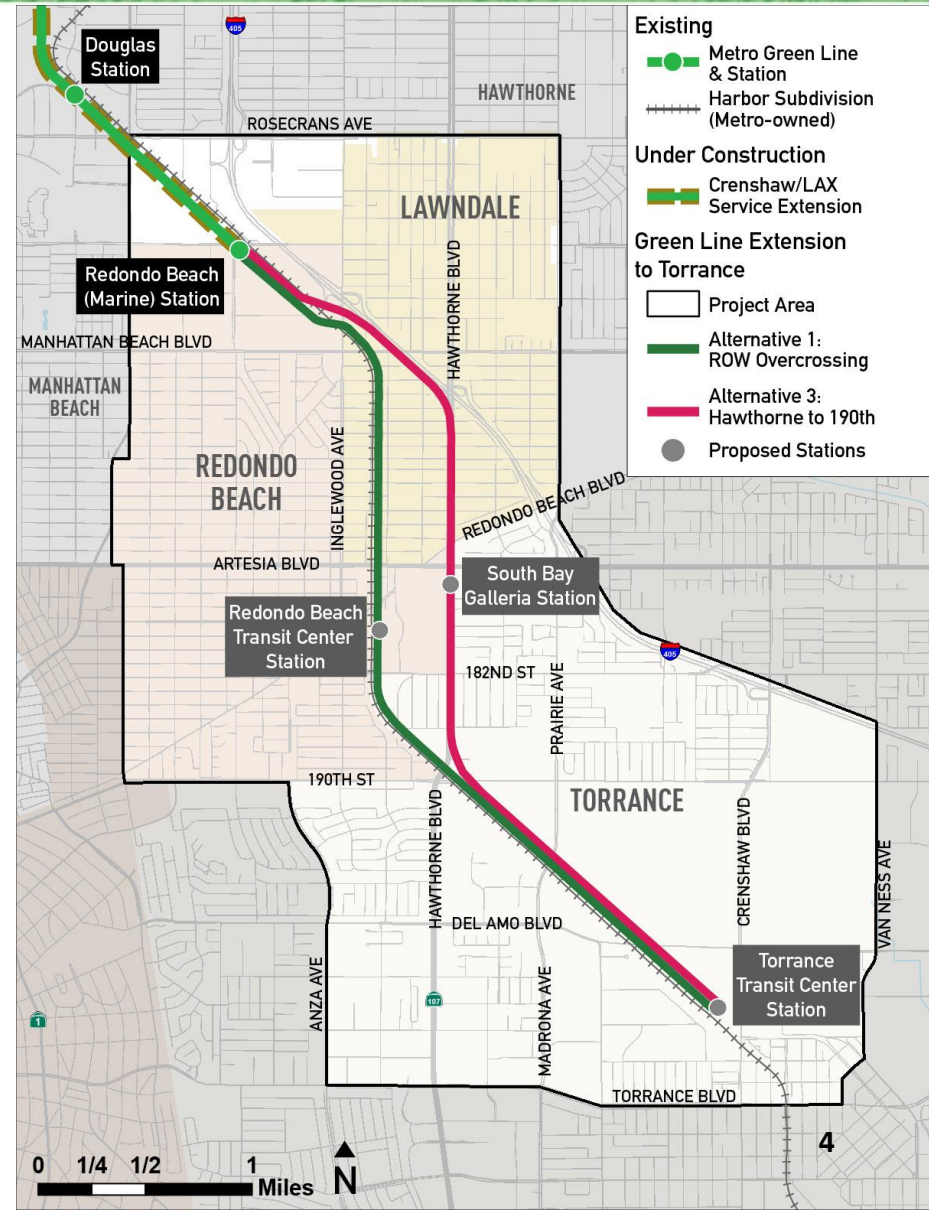 Existing
Metro Green Line
& Station
Harbor Subdivision
(Metro-owned)
Under Construction
Crenshaw/LAX
Service Extension
Green Line Extension
to Torrance
Project Area
Alternative 1:
ROW Overcrossing
Alternative 3:
Hawthorne to 190th
Proposed Stations
405
Douglas
Station
HAWTHORNE
ROSECRANS AVE
LAWNDALE
HAWTHORNE BLVD
Redondo Beach
(Marine) Station
MANHATTAN BEACH BLVD
MANHATTAN
BEACH
REDONDO
BEACH
INGLEWOOD AVE
REDONDO BEACH BLVD
ARTESIA BLVD
South Bay
Galleria Station
Redondo Beach
Transit Center
Station
405
182ND ST
PRAIRIE AVE
190TH ST
TORRANCE
HAWTHORNE BLVD
CRENSHAW BLVD
VAN NESS AVE
DEL AMO BLVD
ANZA AVE
MADRONA AVE
Torrance
Transit Center
Station
107
1
TORRANCE BLVD
4
0 1/4 1/2 1
Miles
N